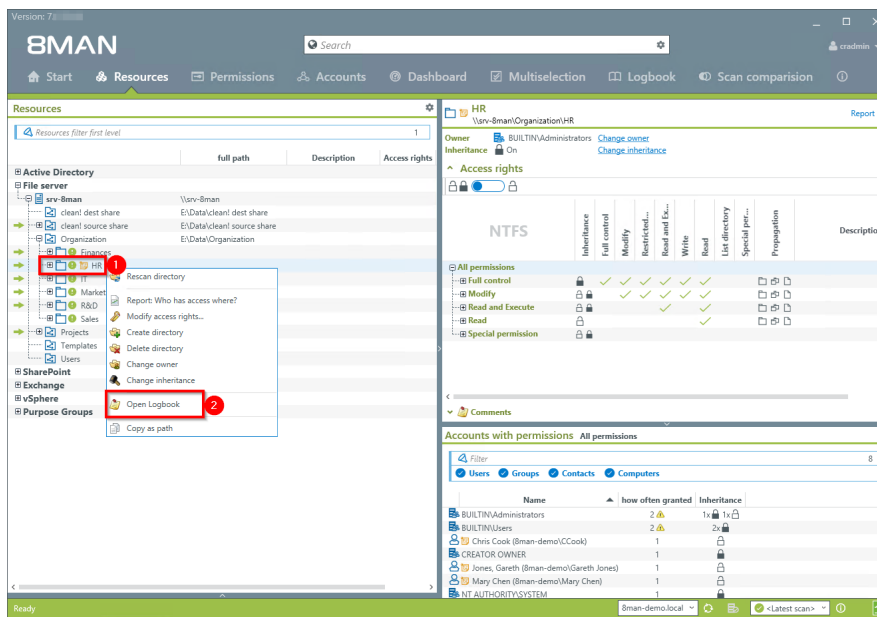 Version: 7.
8MAN
Search
cradmin
Start Resources Permissions Accounts Dashboard Multiselection Logbook Scan comparision
Resources
Resources filter first level 1
full path Description Access rights
Active Directory
File server
srv-8man \\srv-8man
clean! dest share E:\Data\clean! dest share
clean! source share E:\Data\clean! source share
Organization E:\Data\Organization
Finances
HR 1
IT
Market
R&D
Sales
Projects
Templates
Users
SharePoint
Exchange
vSphere
Purpose Groups
Rescan directory
Report: Who has access where?
Modify access rights...
Create directory
Delete directory
Change owner
Change inheritance
Open Logbook 2
Copy as path
HR
\\srv-8man\Organization\HR
Report
Owner BUILTIN\Administrators Change owner
Inheritance On Change inheritance
Access rights
NTFS Inheritance Full control Modify Restricted... Read and Ex... Write Read List directory Special per... Propagation Descriptio
All permissions
Full control
Modify
Read and Execute
Read
Special permission
Comments
Accounts with permissions All permissions
Filter 8
Users Groups Contacts Computers
Name how often granted Inheritance
BUILTIN\Administrators 2 1x 1x
BUILTIN\Users 2 2x
Chris Cook (8man-demo\CCook) 1
CREATOR OWNER 1
Jones, Gareth (8man-demo\Gareth Jones) 1
Mary Chen (8man-demo\Mary Chen) 1
NT AUTHORITY\SYSTEM 1
Ready 8man-demo.local <Latest scan>